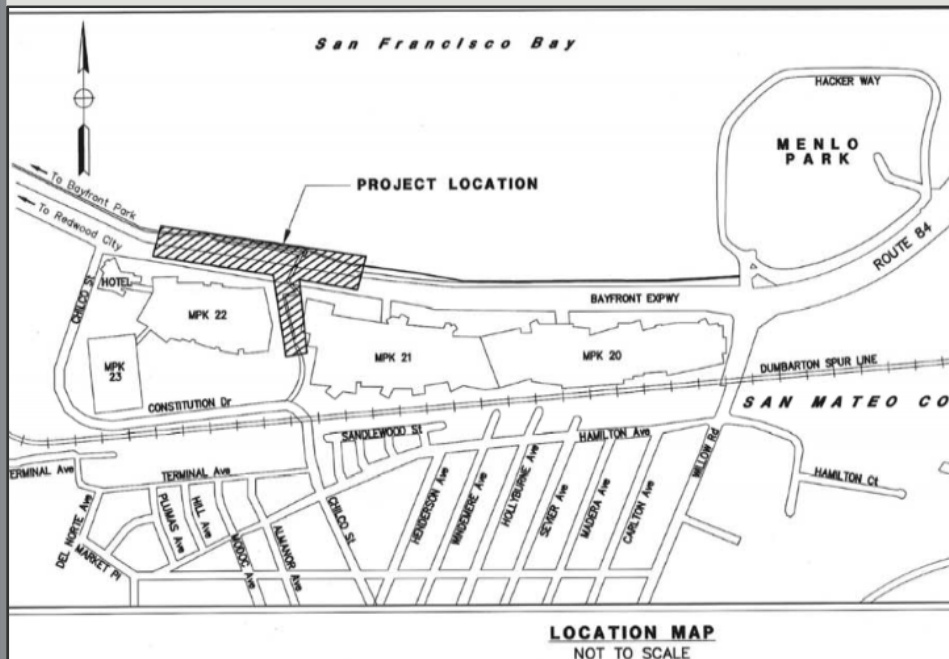 San Francisco Bay
HACKER WAY
MENLO
PARK
PROJECT LOCATION
To Bayfront Park
To Redwood City
ROUTE 84
CHILCO St
HOTEL
BAYFRONT EXPWY
MPK 22
MPK 21
MPK 20
MPK
23
DUMBARTON SPUR LINE
CONSTITUTION Dr
SAN MATEO CO
SANDLEWOOD St
HAMILTON Ave
TERMINAL Ave
TERMINAL Ave
WILLOW Rd
HAMILTON Ct
DEL NORTE Ave
PLUMAS Ave
HILL Ave
MODOC Ave
ALMANOR Ave
CHILCO St
HENDERSON Ave
WINDEMERE Ave
HOLLYBURNE Ave
SEVIER Ave
MADERA Ave
CARLTON Ave
MARKET Pl
LOCATION MAP
NOT TO SCALE